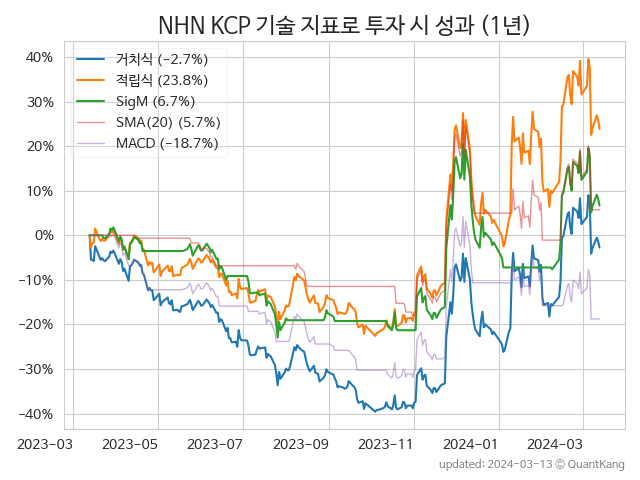 NHN KCP 기술 지표로 투자 시 성과 (1년)
거치식 (−2.7%)
적립식 (23.8%)
SigM (6.7%)
SMA(20) (5.7%)
MACD (−18.7%)
40%
30%
20%
10%
0%
−10%
−20%
−30%
−40%
2023-03 2023-05 2023-07 2023-09 2023-11 2024-01 2024-03
updated: 2024-03-13 ⓒ QuantKang